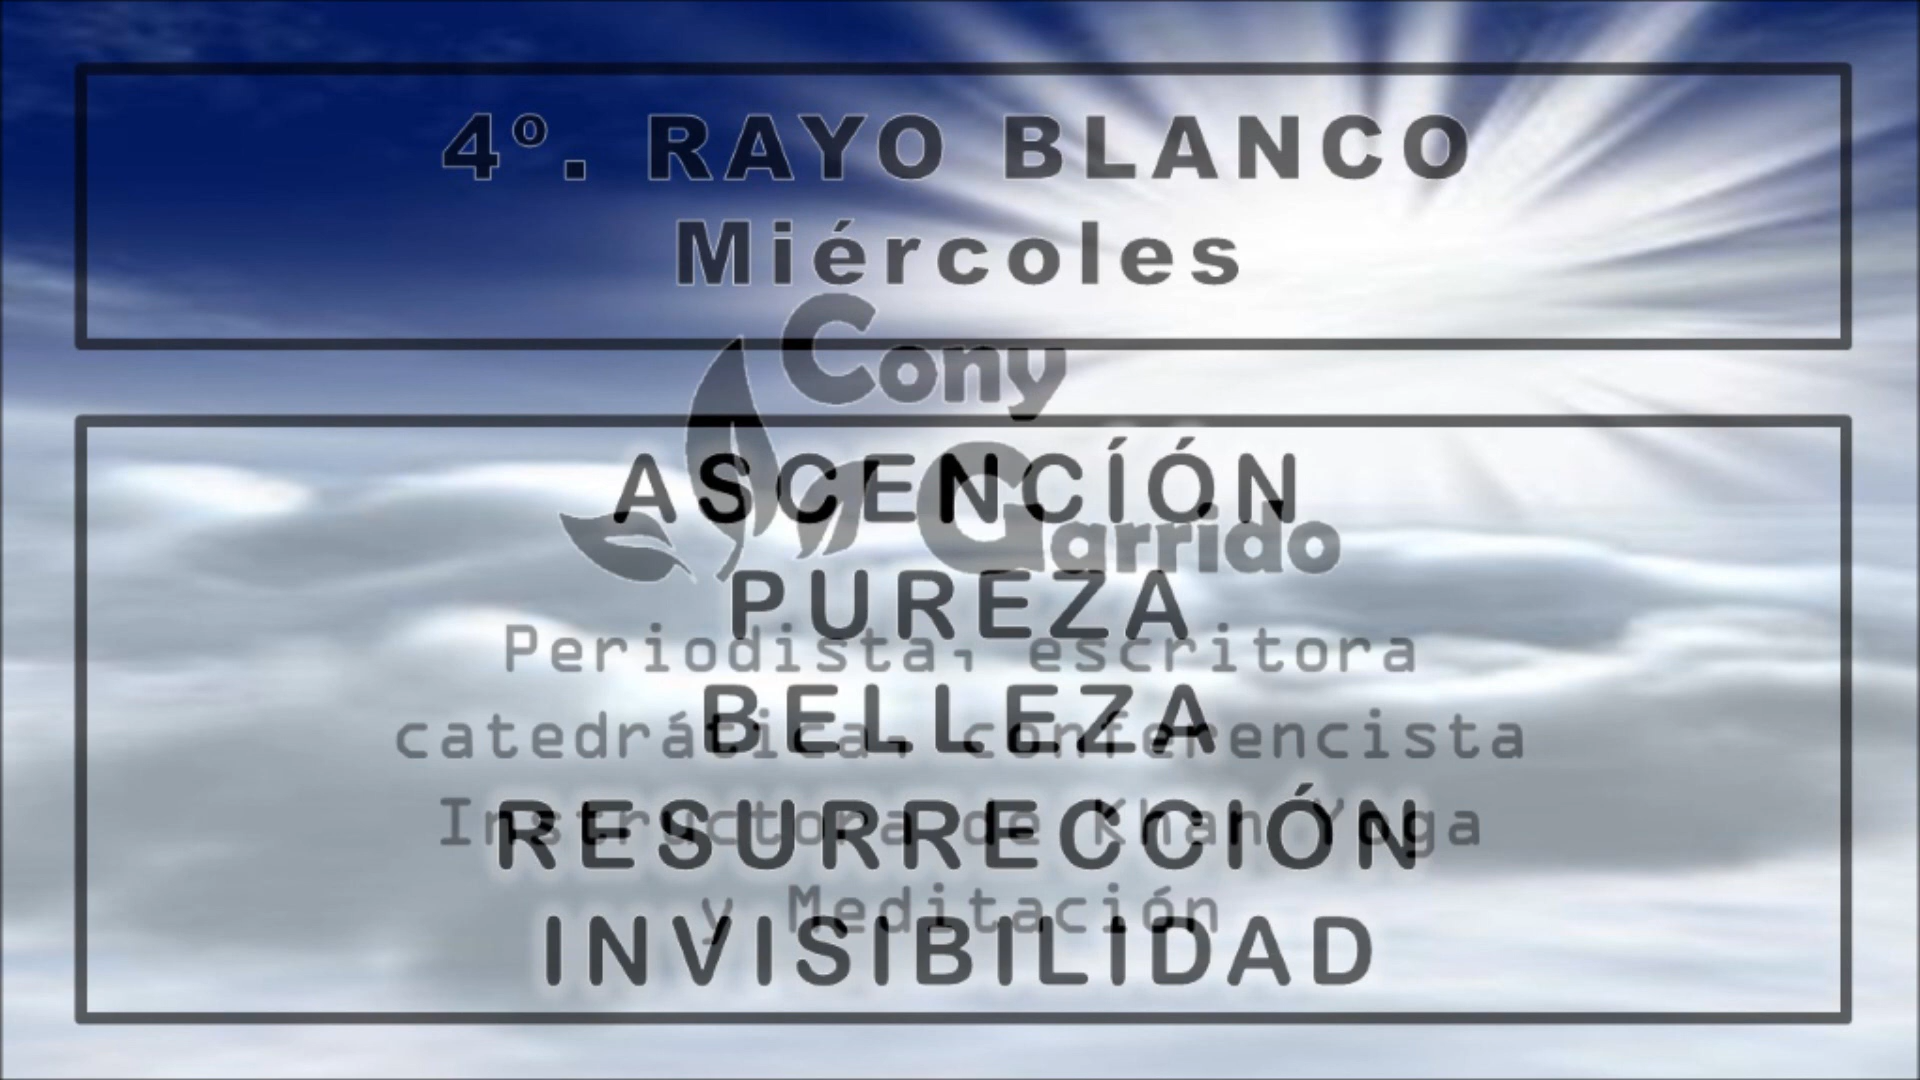 4º. RAYO BLANCO
Miércoles
Cony
Garrido
ASCENCÍÓN
PUREZA
BELLEZA
RESURRECCIÓN
INVISIBILIDAD
Periodista, escritora
catedrática, conferencista
Instructora de Khan Yoga
y Meditación